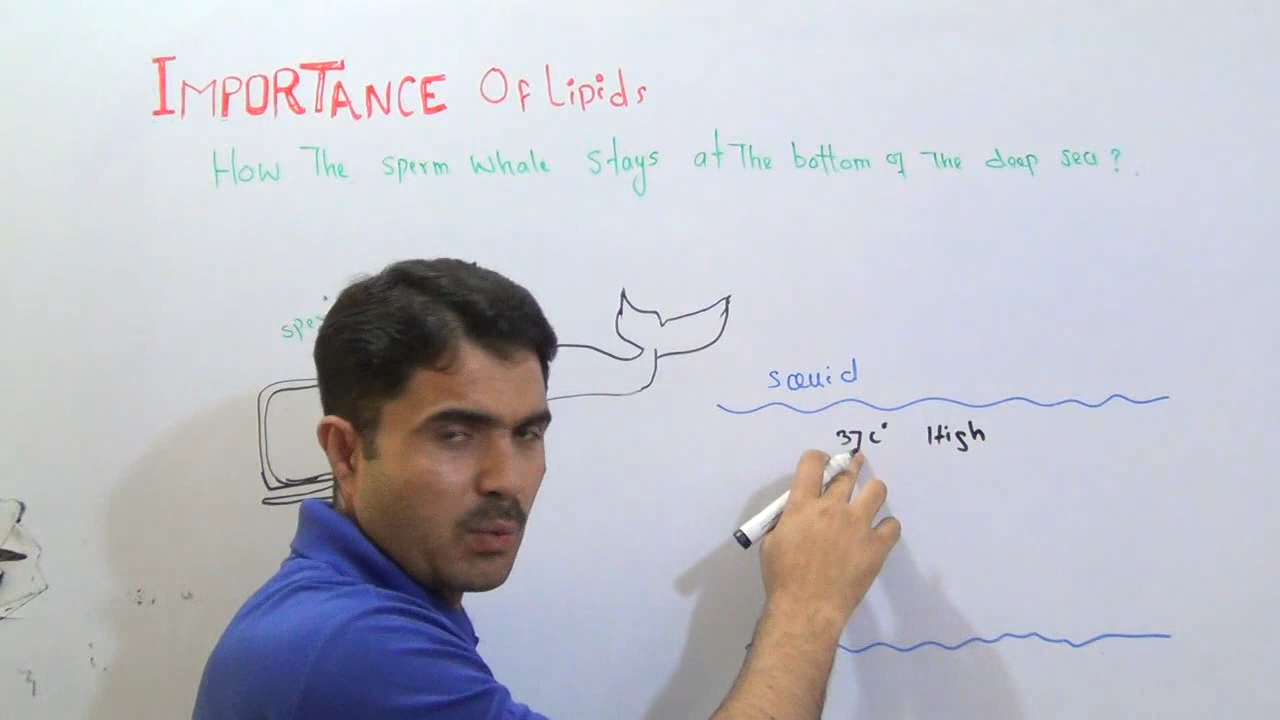 IMPORTANCE Of Lipids
How The sperm whale stays at The bottom of The deep sea?
squid
37c° High